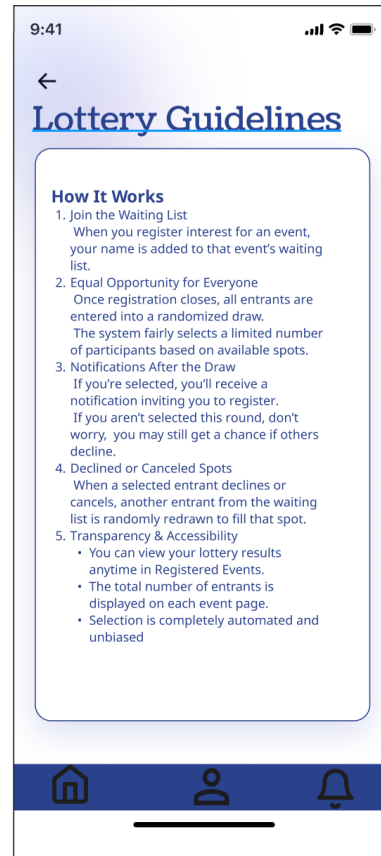 9:41
Lottery Guidelines
How It Works
1. Join the Waiting List
When you register interest for an event,
your name is added to that event's waiting
list.
2. Equal Opportunity for Everyone
Once registration closes, all entrants are
entered into a randomized draw.
The system fairly selects a limited number
of participants based on available spots.
3. Notifications After the Draw
If you're selected, you'll receive a
notification inviting you to register.
If you aren't selected this round, don't
worry,  you may still get a chance if others
decline.
4. Declined or Canceled Spots
When a selected entrant declines or
cancels, another entrant from the waiting
list is randomly redrawn to fill that spot.
5. Transparency & Accessibility
• You can view your lottery results
anytime in Registered Events.
• The total number of entrants is
displayed on each event page.
• Selection is completely automated and
unbiased